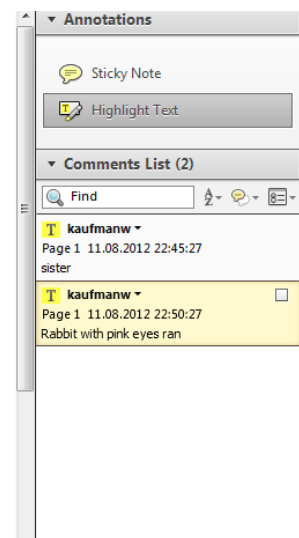 Annotations
Sticky Note
T Highlight Text
Comments List (2)
Find
T kaufmanw
Page 1 11.08.2012 22:45:27
sister
T kaufmanw
Page 1 11.08.2012 22:50:27
Rabbit with pink eyes ran